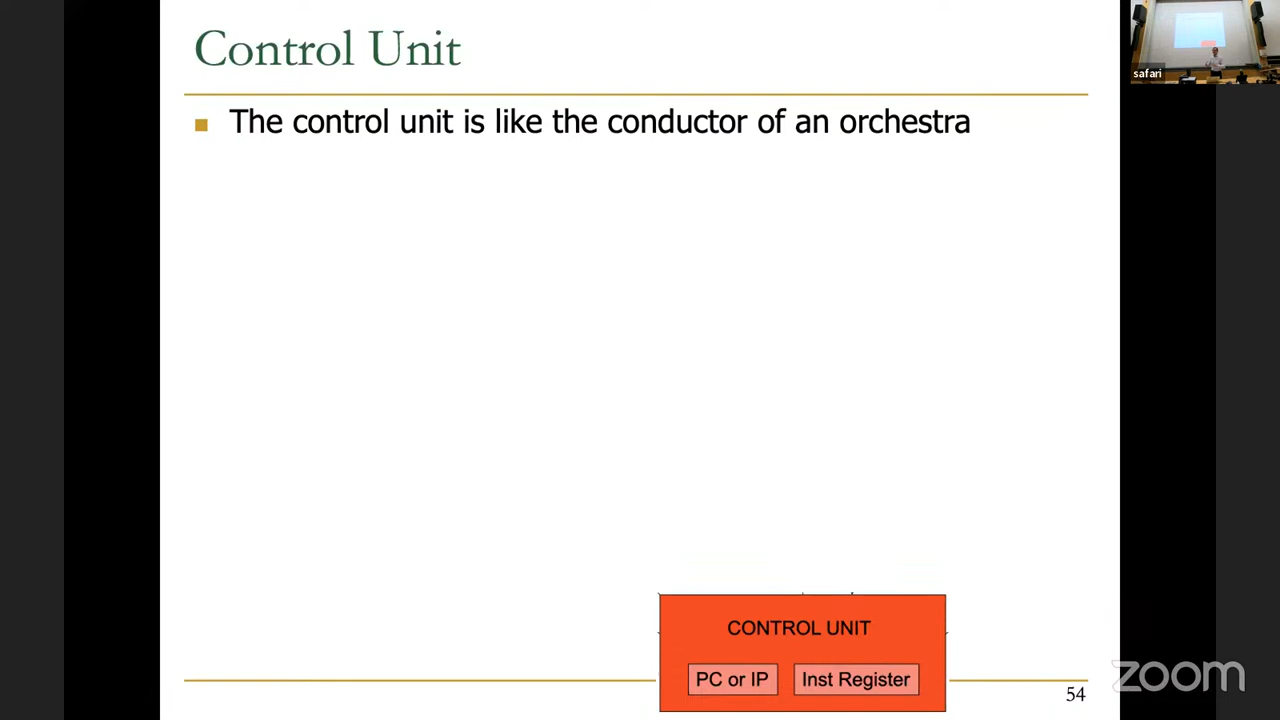 Control Unit
safari
The control unit is like the conductor of an orchestra
CONTROL UNIT
PC or IP
Inst Register
54
zoom